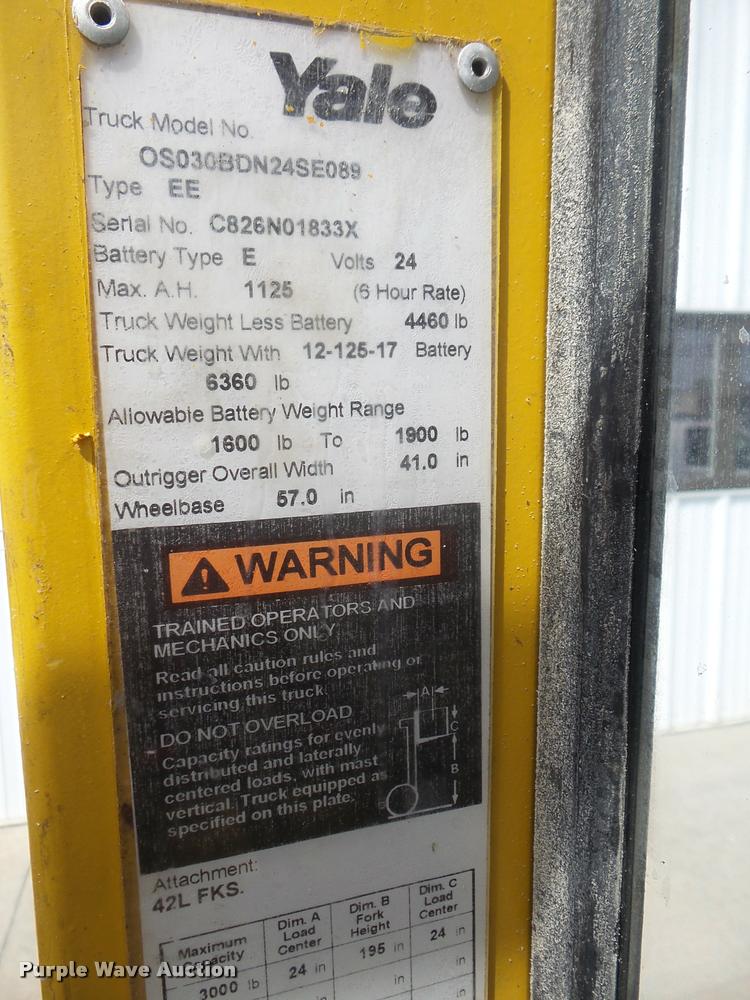 Yale
Truck Model No.
OS030BDN24SE089
Type EE
Serial No. C826N01833X
Battery Type E Volts 24
Max. A.H. 1125 (6 Hour Rate)
Truck Weight Less Battery 4460 lb
Truck Weight With 12-125-17 Battery
6360 lb
Allowable Battery Weight Range
1600 lb To 1900 lb
Outrigger Overall Width 41.0 in
Wheelbase 57.0 in
WARNING
TRAINED OPERATORS AND
MECHANICS ONLY
Read all caution rules and
instructions before operating or
servicing this truck.
DO NOT OVERLOAD
Capacity ratings for evenly
distributed and laterally
centered loads, with mast
vertical. Truck equipped as
specified on this plate.
A
C
B
Attachment:
42L FKS.
Maximum Capacity Dim. A Load Center Dim. B Fork Height Dim. C Load Center
3000 lb 24 in 195 in 24 in
in in in
Purple Wave Auction